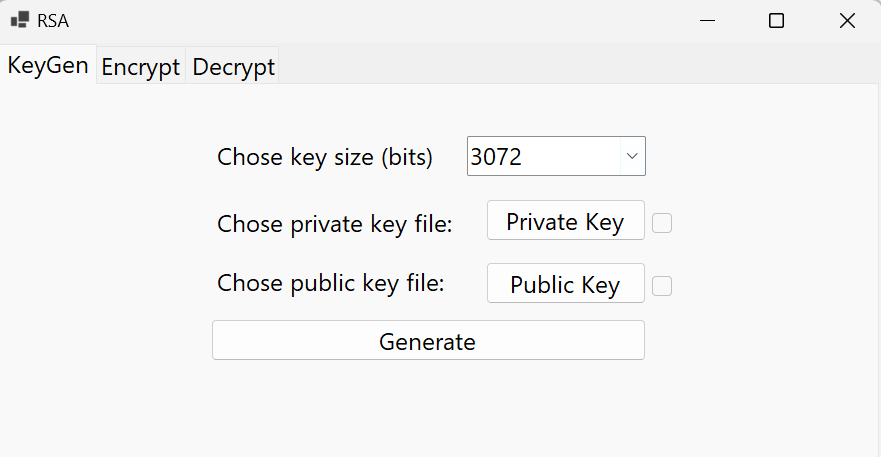 RSA
KeyGen Encrypt Decrypt
Chose key size (bits) 3072
Chose private key file: Private Key
Chose public key file: Public Key
Generate